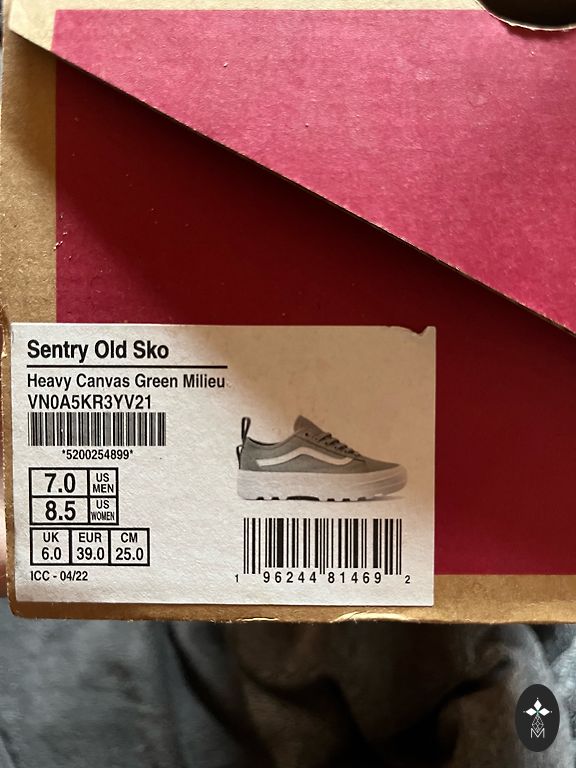 Sentry Old Sko
Heavy Canvas Green Milieu
VN0A5KR3YV21
*5200254899*
7.0 US MEN
8.5 US WOMEN
UK EUR CM
6.0 39.0 25.0
ICC - 04/22
1 96244 81469 2
M